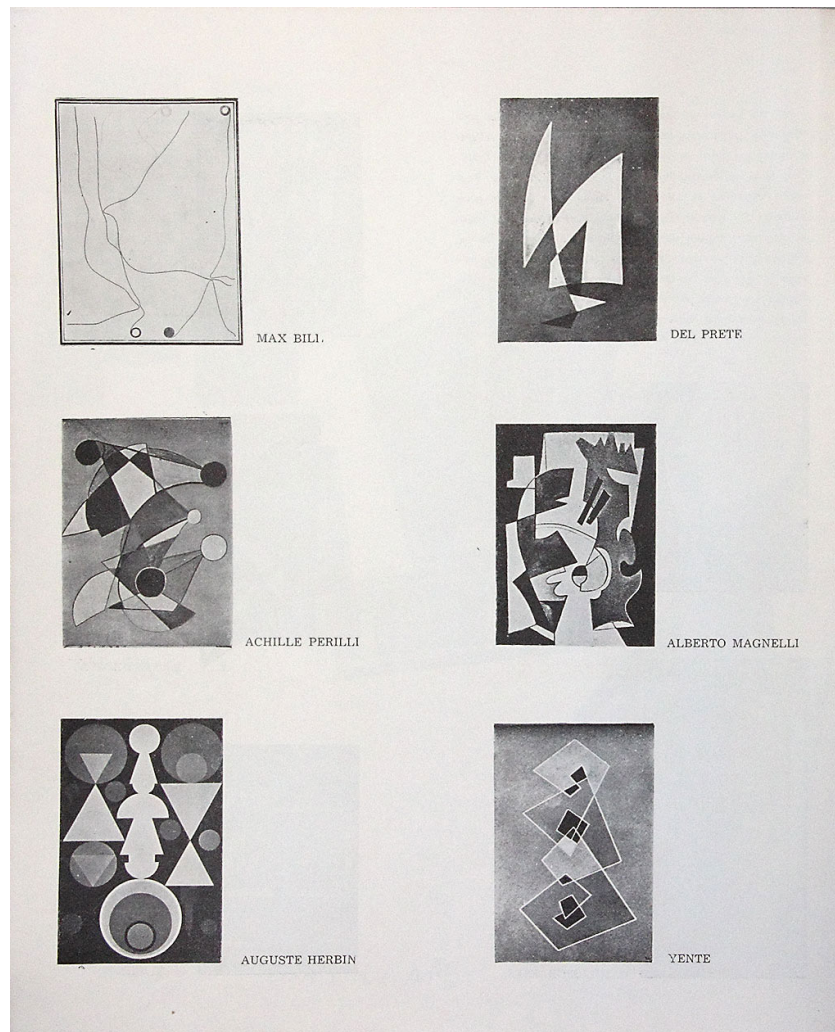 MAX BILL
DEL PRETE
ACHILLE PERILLI
ALBERTO MAGNELLI
AUGUSTE HERBIN
YENTE